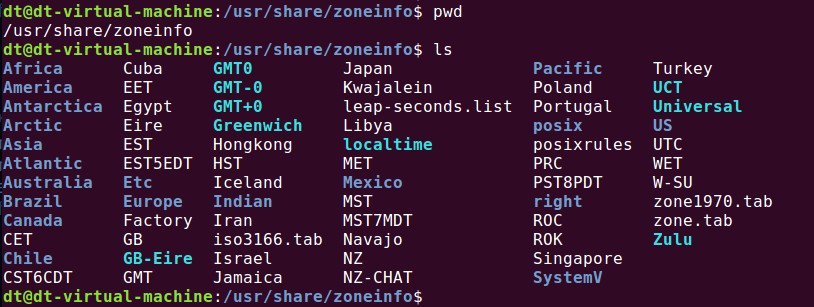 dt@dt-virtual-machine:/usr/share/zoneinfo$ pwd
/usr/share/zoneinfo
dt@dt-virtual-machine:/usr/share/zoneinfo$ ls
Africa Cuba GMT0 Japan Pacific Turkey
America EET GMT-0 Kwajalein Poland UCT
Antarctica Egypt GMT+0 leap-seconds.list Portugal Universal
Arctic Eire Greenwich Libya posix US
Asia EST Hongkong localtime posixrules UTC
Atlantic EST5EDT HST MET PRC WET
Australia Etc Iceland Mexico PST8PDT W-SU
Brazil Europe Indian MST right zone1970.tab
Canada Factory Iran MST7MDT ROC zone.tab
CET GB iso3166.tab Navajo ROK Zulu
Chile GB-Eire Israel NZ Singapore
CST6CDT GMT Jamaica NZ-CHAT SystemV
dt@dt-virtual-machine:/usr/share/zoneinfo$